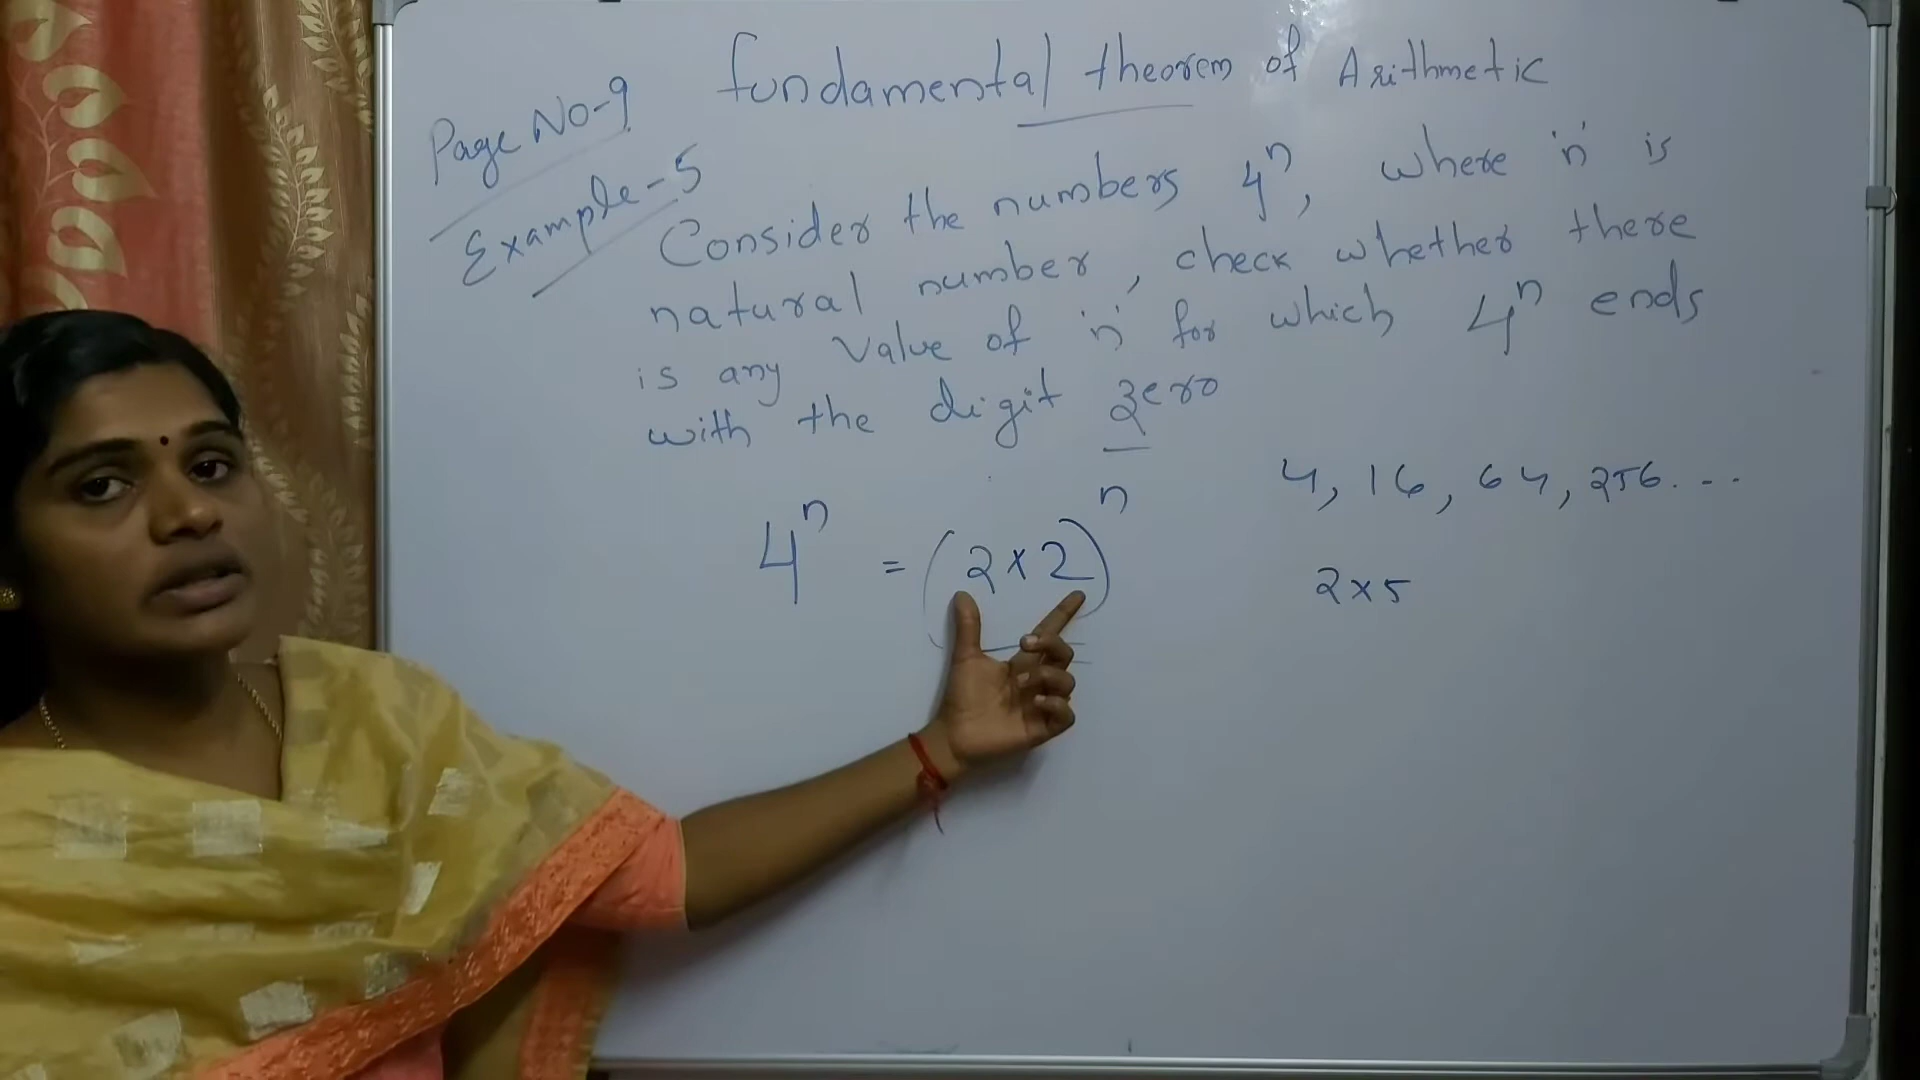 Fundamental theorem of Arithmetic
Page No-9
Example-5
Consider the numbers 4ⁿ, where 'n' is
natural number, check whether there
is any value of 'n' for which 4ⁿ ends
with the digit zero
4, 16, 64, 256....
4ⁿ = (2×2)ⁿ
2×5